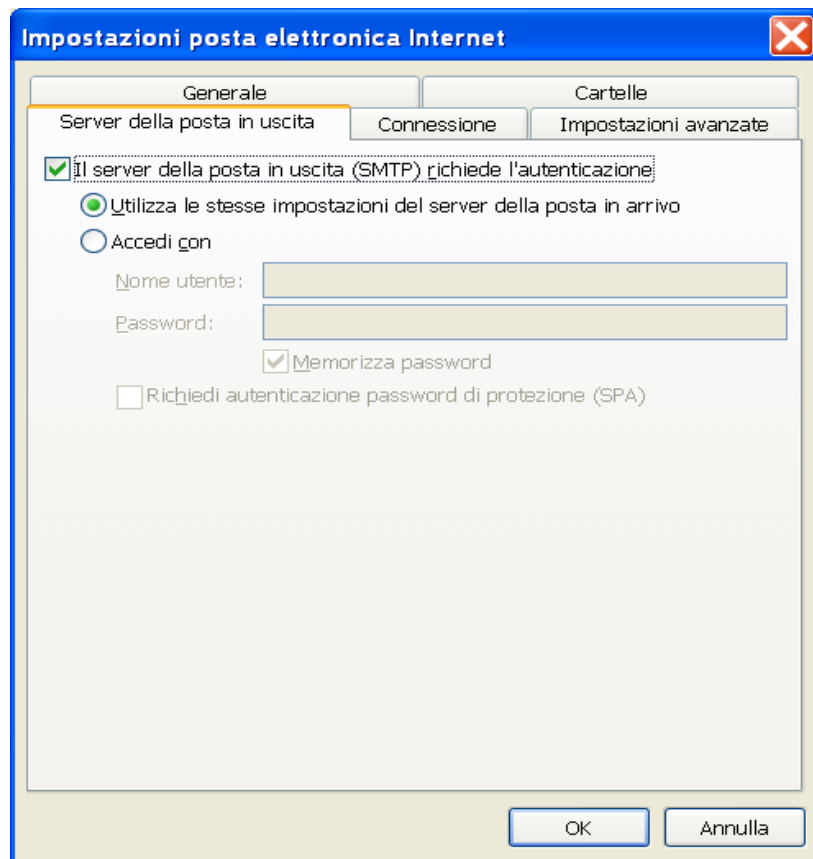 Impostazioni posta elettronica Internet
Generale Cartelle
Server della posta in uscita Connessione Impostazioni avanzate
Il server della posta in uscita (SMTP) richiede l'autenticazione
Utilizza le stesse impostazioni del server della posta in arrivo
Accedi con
Nome utente:
Password:
Memorizza password
Richiedi autenticazione password di protezione (SPA)
OK Annulla